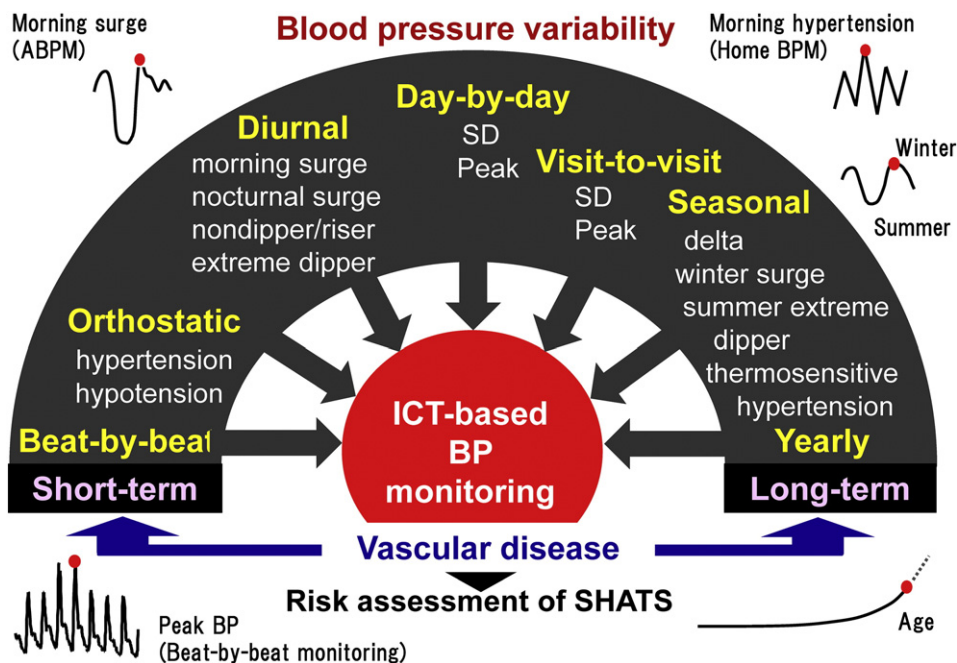 Morning surge
(ABPM)
Blood pressure variability
Morning hypertension
(Home BPM)
Winter
Summer
Day-by-day
SD
Peak
Diurnal
morning surge
nocturnal surge
nondipper/riser
extreme dipper
Visit-to-visit
SD
Peak
Seasonal
delta
winter surge
summer extreme
dipper
thermosensitive
hypertension
Orthostatic
hypertension
hypotension
Beat-by-beat
Yearly
ICT-based
BP
monitoring
Short-term
Long-term
Vascular disease
Risk assessment of SHATS
Peak BP
(Beat-by-beat monitoring)
Age